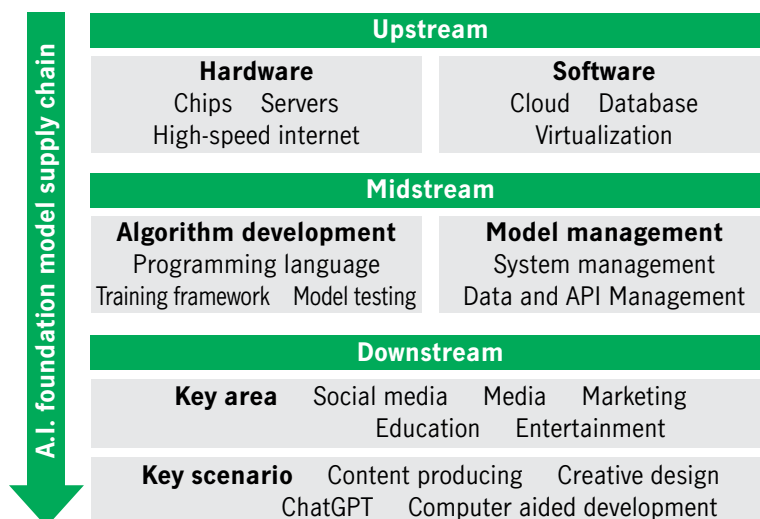 A.I. foundation model supply chain
Upstream
Hardware
Chips Servers
High-speed internet
Software
Cloud Database
Virtualization
Midstream
Algorithm development
Programming language
Training framework Model testing
Model management
System management
Data and API Management
Downstream
Key area Social media Media Marketing
Education Entertainment
Key scenario Content producing Creative design
ChatGPT Computer aided development